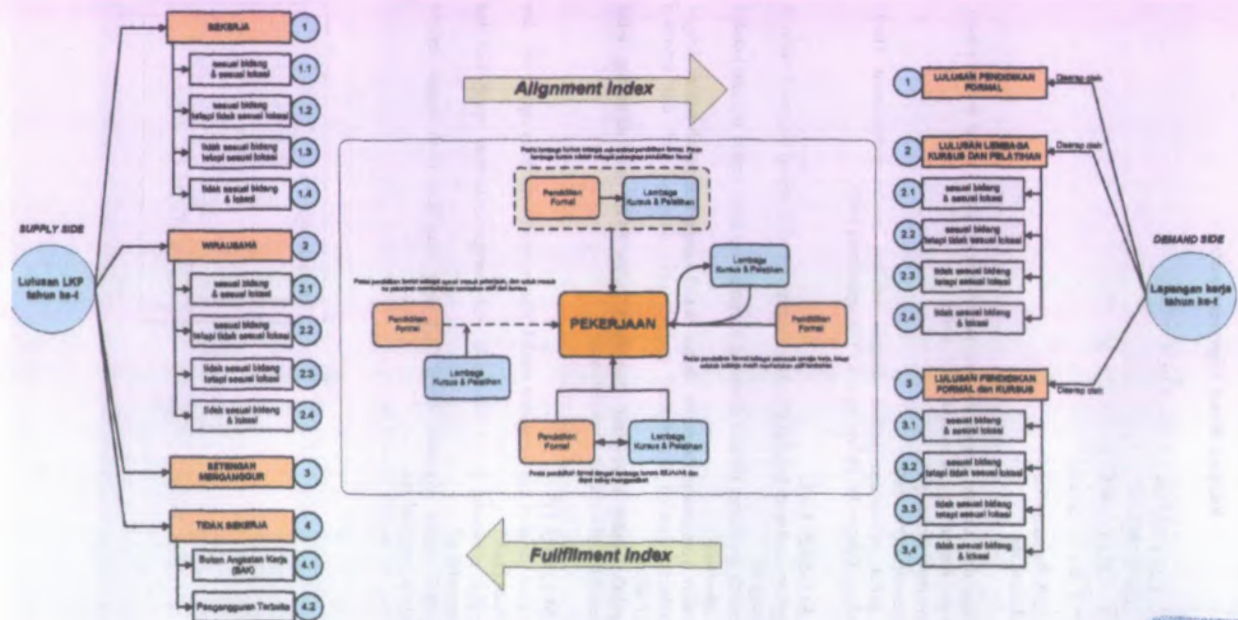 SUPPLY SIDE
Lulusan LKP
tahun ke-t
BEKERJA
1
sesuai bidang
& sesuai lokasi
1.1
sesuai bidang
tetapi tidak sesuai lokasi
1.2
tidak sesuai bidang
tetapi sesuai lokasi
1.3
tidak sesuai bidang
& lokasi
1.4
WIRAUSAHA
2
sesuai bidang
& sesuai lokasi
2.1
sesuai bidang
tetapi tidak sesuai lokasi
2.2
tidak sesuai bidang
tetapi sesuai lokasi
2.3
tidak sesuai bidang
& lokasi
2.4
SETENGAH
MENGANGGUR
3
TIDAK BEKERJA
4
Bukan Angkatan Kerja
(BAK)
4.1
Pengangguran Terbuka
4.2
Alignment Index
Pendidikan
Formal
Lembaga
Kursus & Pelatihan
Lembaga
Kursus & Pelatihan
Pendidikan
Formal
PEKERJAAN
Pendidikan
Formal
Lembaga
Kursus & Pelatihan
Pendidikan
Formal
Lembaga
Kursus & Pelatihan
Fullfillment Index
1
LULUSAN PENDIDIKAN
FORMAL
Diserap oleh
2
LULUSAN LEMBAGA
KURSUS DAN PELATIHAN
Diserap oleh
2.1
sesuai bidang
& sesuai lokasi
2.2
sesuai bidang
tetapi tidak sesuai lokasi
2.3
tidak sesuai bidang
tetapi sesuai lokasi
2.4
tidak sesuai bidang
& lokasi
3
LULUSAN PENDIDIKAN
FORMAL dan KURSUS
Diserap oleh
3.1
sesuai bidang
& sesuai lokasi
3.2
sesuai bidang
tetapi tidak sesuai lokasi
3.3
tidak sesuai bidang
tetapi sesuai lokasi
3.4
tidak sesuai bidang
& lokasi
DEMAND SIDE
Lapangan kerja
tahun ke-t